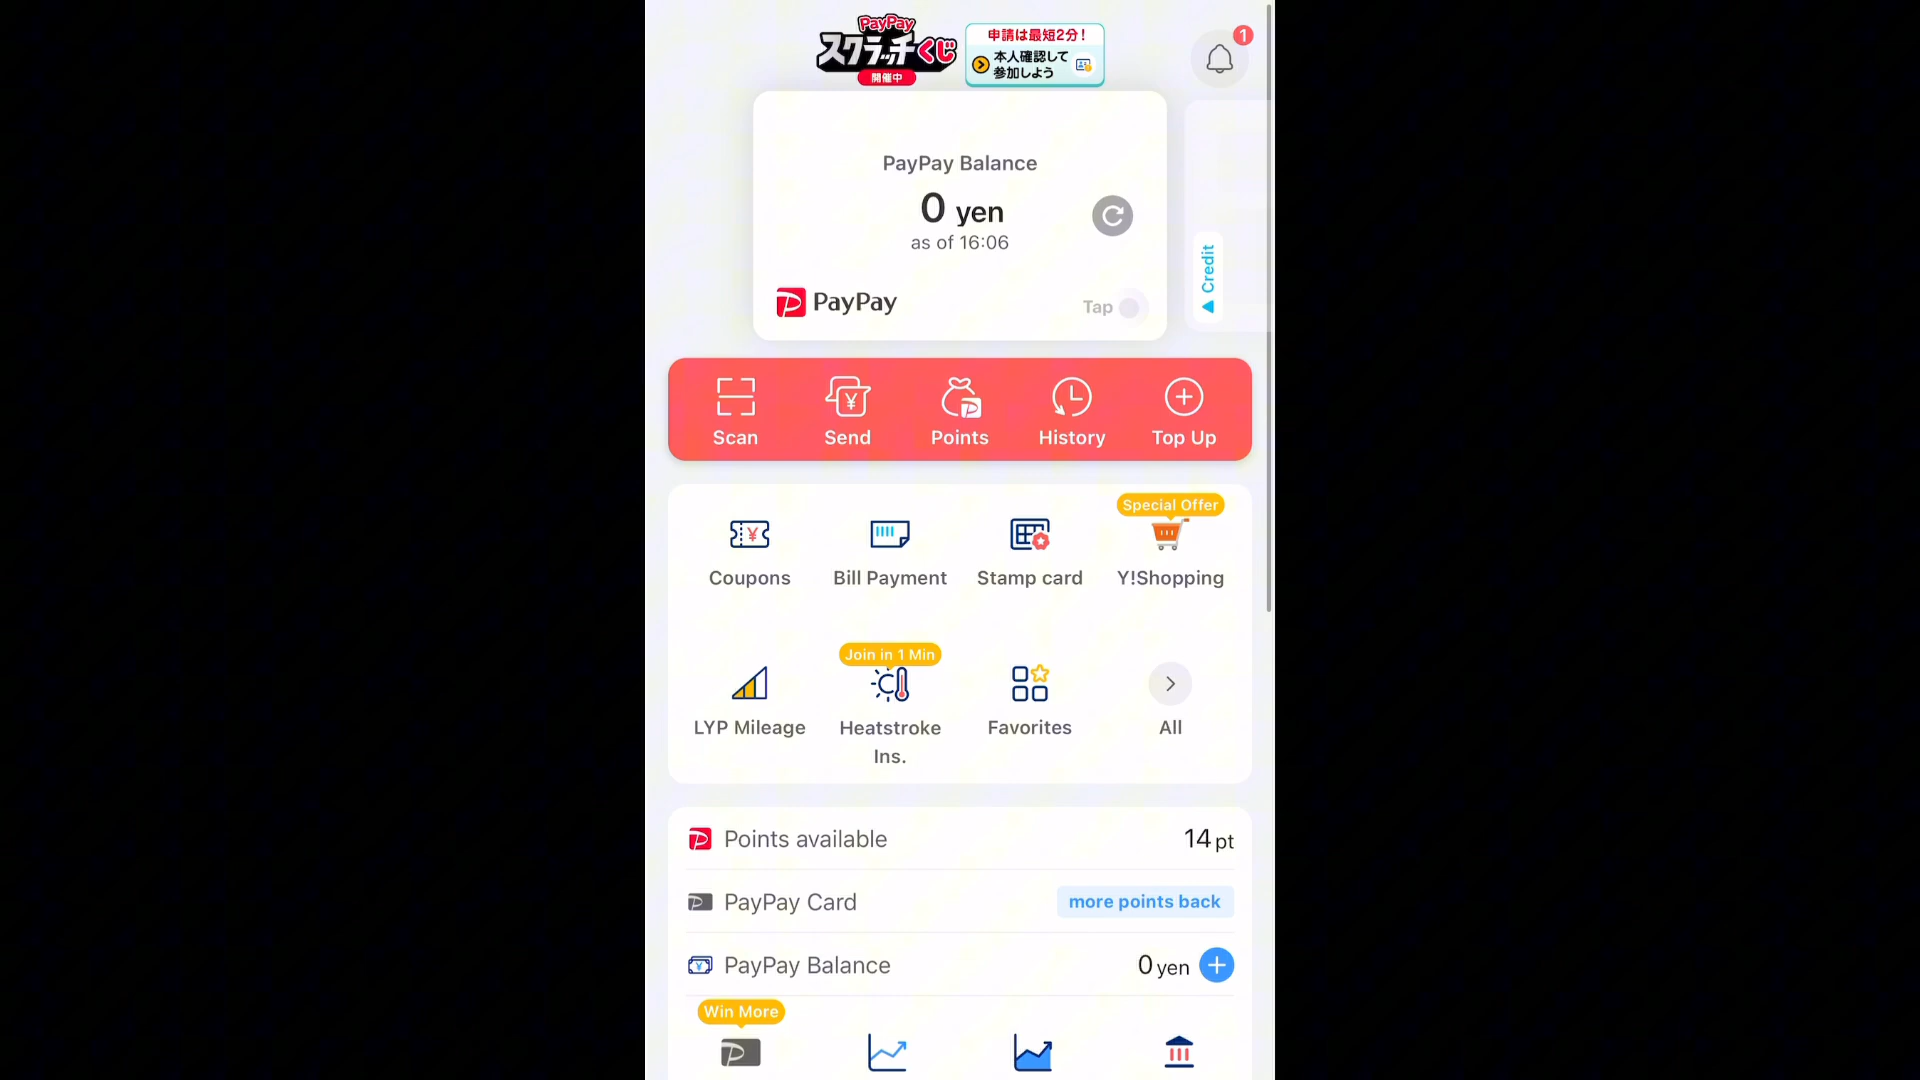 PayPay
スクラッチくじ
開催中
申請は最短2分!
本人確認して
参加しよう
1
PayPay Balance
0 yen
as of 16:06
PayPay
Tap
Credit
Scan
Send
Points
History
Top Up
Special Offer
Coupons
Bill Payment
Stamp card
Y!Shopping
Join in 1 Min
LYP Mileage
Heatstroke
Ins.
Favorites
All
Points available
14 pt
PayPay Card
more points back
PayPay Balance
0 yen
Win More